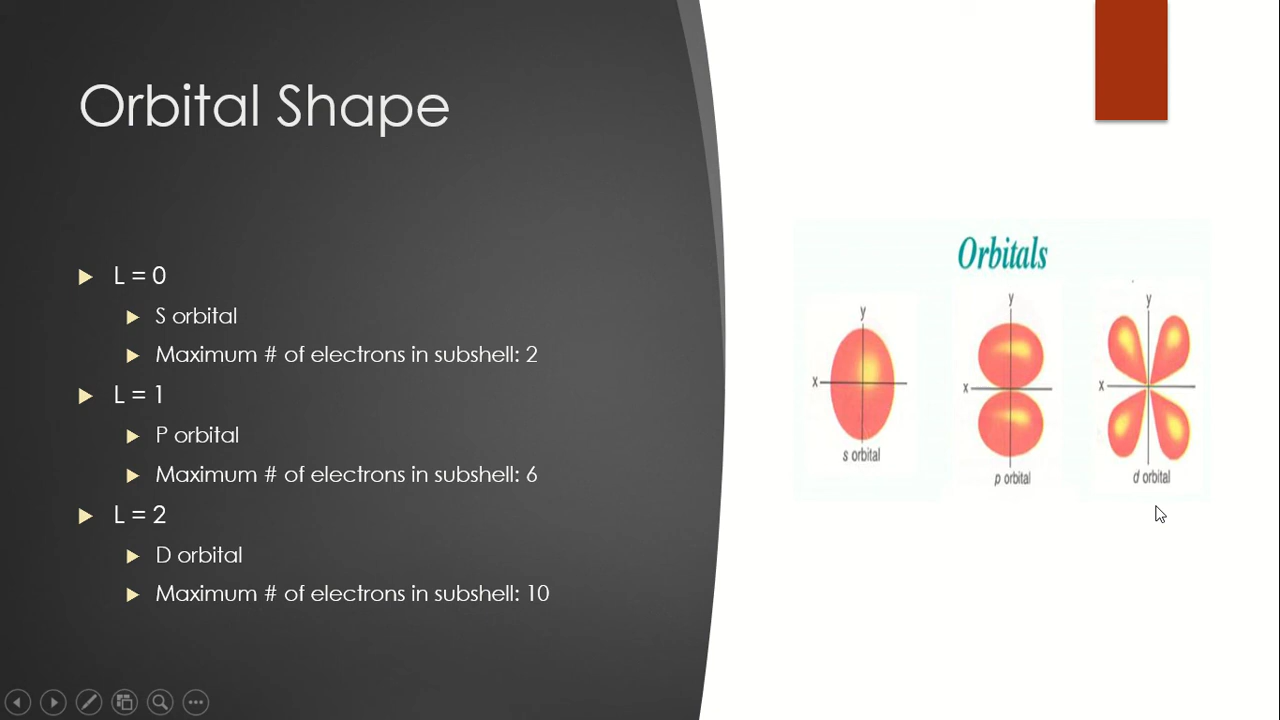 Orbital Shape
L = 0
S orbital
Maximum # of electrons in subshell: 2
L = 1
P orbital
Maximum # of electrons in subshell: 6
L = 2
D orbital
Maximum # of electrons in subshell: 10
Orbitals
y
x
s orbital
y
x
p orbital
y
x
d orbital